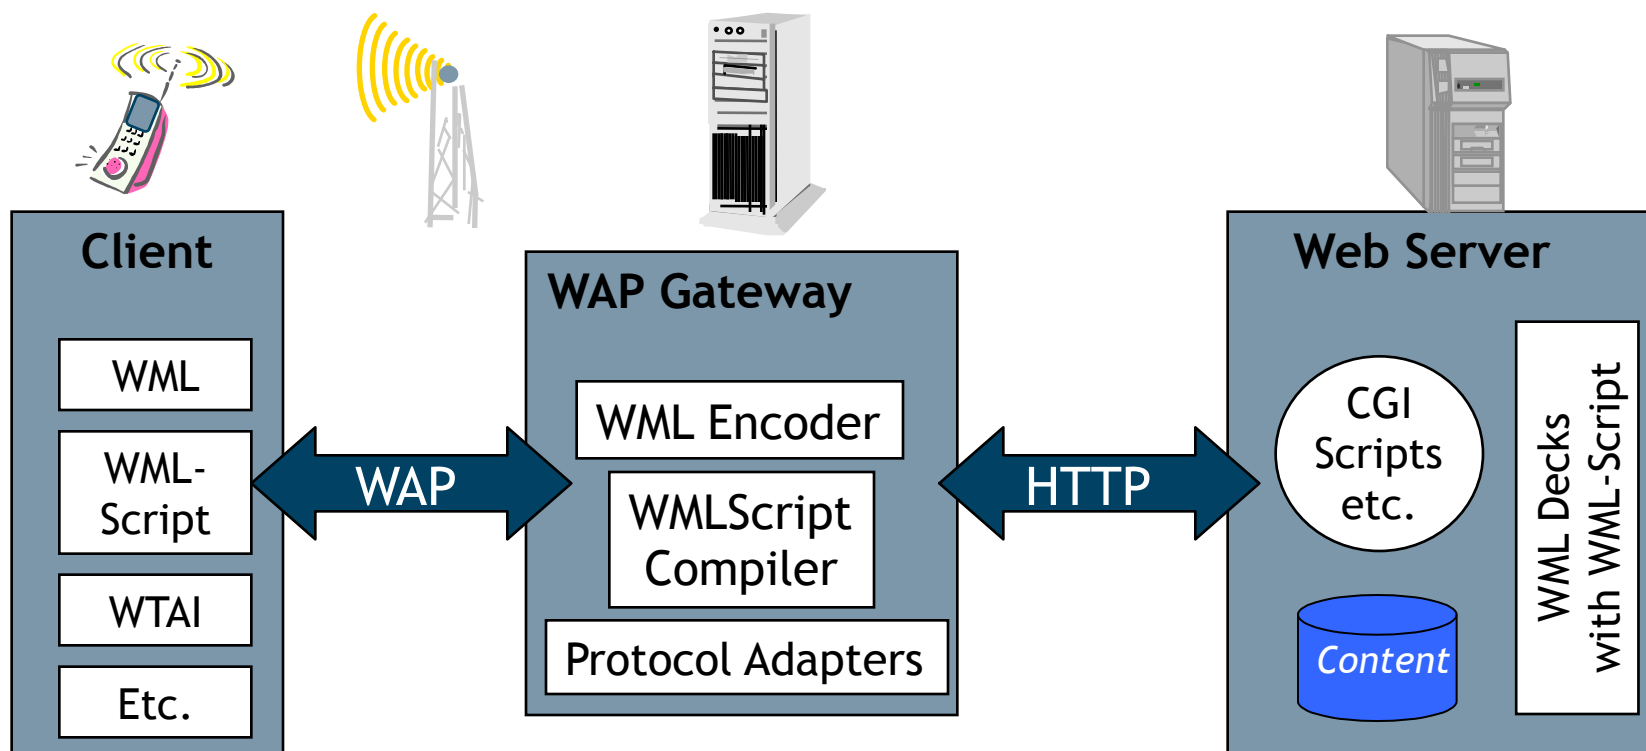 Client
WML
WML-
Script
WTAI
Etc.
WAP
WAP Gateway
WML Encoder
WMLScript
Compiler
Protocol Adapters
HTTP
Web Server
CGI
Scripts
etc.
Content
WML Decks
with WML-Script